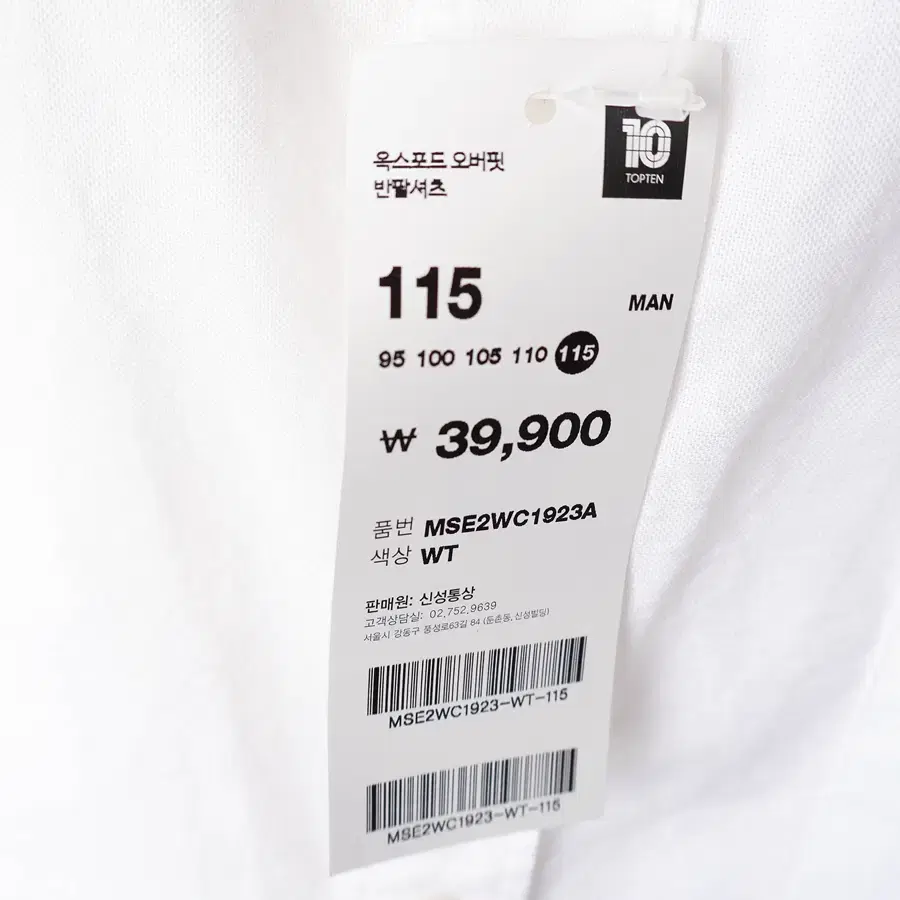 10
TOPTEN
옥스포드 오버핏
반팔셔츠
115
MAN
95 100 105 110 115
₩ 39,900
품번 MSE2WC1923A
색상 WT
판매원: 신성통상
고객상담실: 02.752.9639
서울시 강동구 풍성로63길 84 (둔촌동, 신성빌딩)
MSE2WC1923-WT-115
MSE2WC1923-WT-115